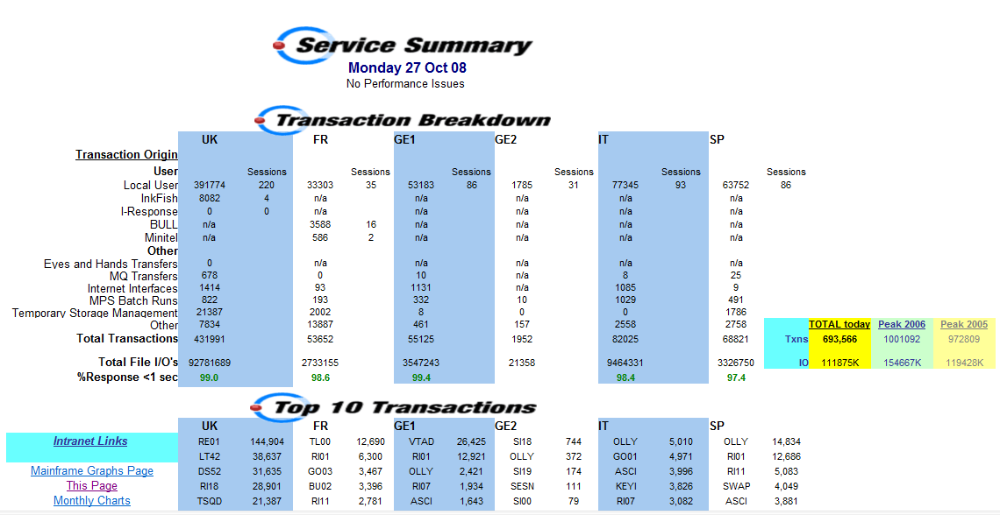 Service Summary
Monday 27 Oct 08
No Performance Issues
Transaction Breakdown
UK FR GE1 GE2 IT SP
Transaction Origin
User Sessions Sessions Sessions Sessions Sessions Sessions
Local User 391774 220 33303 35 53183 86 1785 31 77345 93 63752 86
InkFish 8082 4 n/a n/a n/a n/a n/a
I-Response 0 0 n/a n/a n/a n/a n/a
BULL n/a 3588 16 n/a n/a n/a n/a
Minitel n/a 586 2 n/a n/a n/a n/a
Other
Eyes and Hands Transfers 0 n/a n/a n/a n/a n/a
MQ Transfers 678 0 10 n/a 8 25
Internet Interfaces 1414 93 1131 n/a 1085 9
MPS Batch Runs 822 193 332 10 1029 491
Temporary Storage Management 21387 2002 8 0 0 1786
Other 7834 13887 461 157 2558 2758 TOTAL today Peak 2006 Peak 2005
Total Transactions 431991 53652 55125 1952 82025 68821 Txns 693,566 1001092 972809
Total File I/O's 92781689 2733155 3547243 21358 9464331 3326750 IO 111875K 154667K 119428K
%Response <1 sec 99.0 98.6 99.4 98.4 97.4
Top 10 Transactions
UK FR GE1 GE2 IT SP
Intranet Links RE01 144,904 TL00 12,690 VTAD 26,425 SI18 744 OLLY 5,010 OLLY 14,834
LT42 38,637 RI01 6,300 RI01 12,921 OLLY 372 GO01 4,971 RI01 12,686
Mainframe Graphs Page DS52 31,635 GO03 3,467 OLLY 2,421 SI19 174 ASCI 3,996 RI11 5,083
This Page RI18 28,901 BU02 3,396 RI07 1,934 SESN 111 KEYI 3,826 SWAP 4,049
Monthly Charts TSQD 21,387 RI11 2,781 ASCI 1,643 SI00 79 RI07 3,082 ASCI 3,881